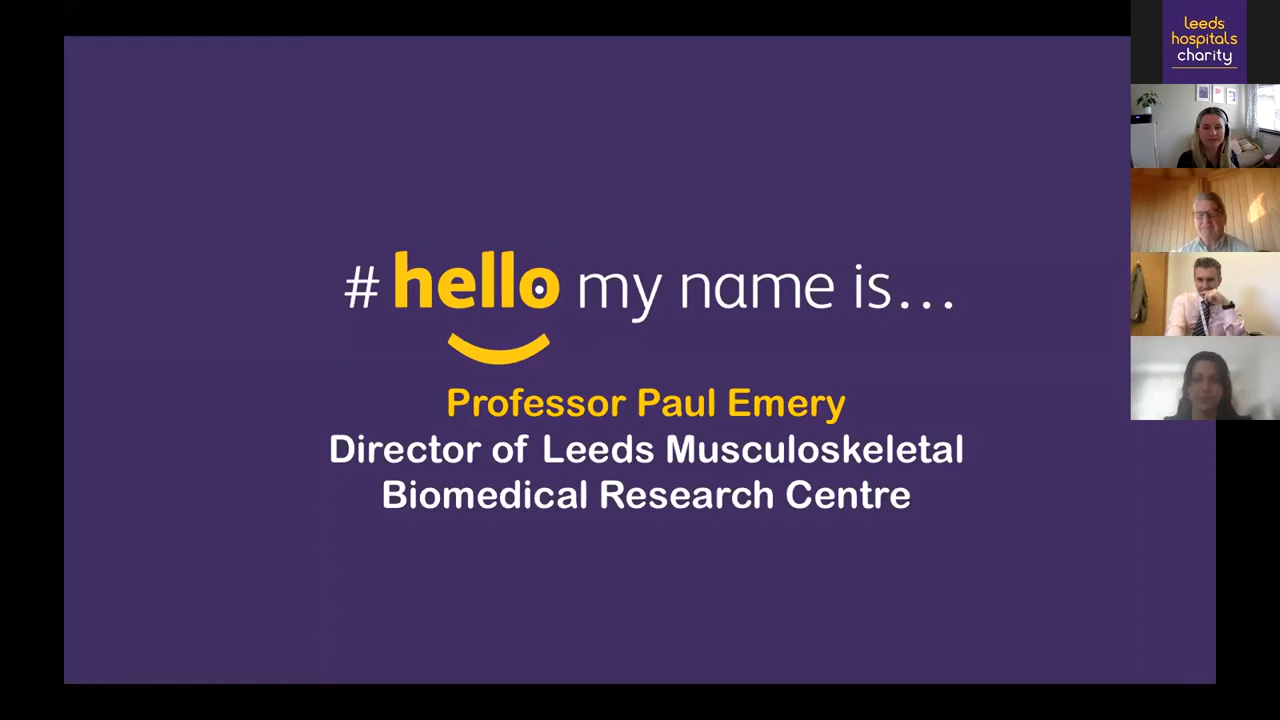 # hello my name is...
Professor Paul Emery
Director of Leeds Musculoskeletal
Biomedical Research Centre
leeds
hospitals
charity